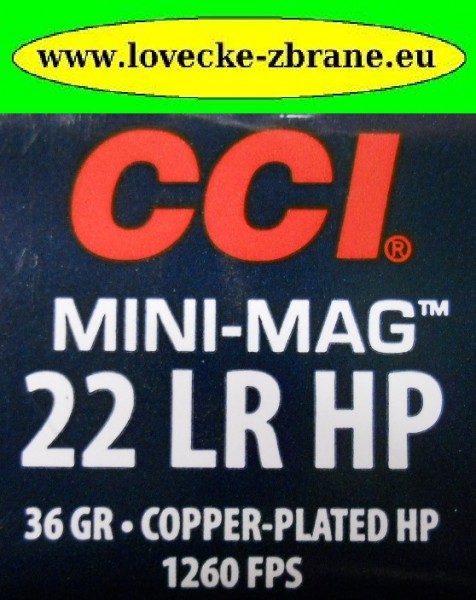 www.lovecke-zbrane.eu
CCI®
MINI-MAG™
22 LR HP
36 GR • COPPER-PLATED HP
1260 FPS